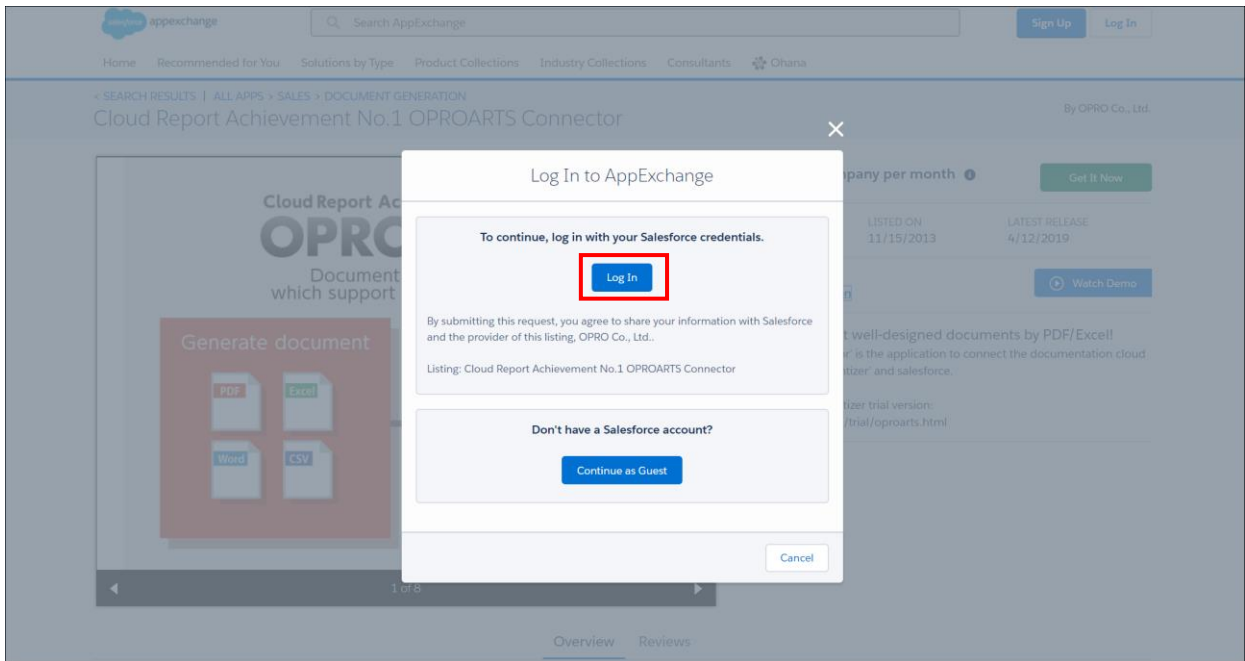 salesforce appexchange
Search AppExchange
Sign Up
Log In
Home Recommended for You Solutions by Type Product Collections Industry Collections Consultants Ohana
< SEARCH RESULTS | ALL APPS > SALES > DOCUMENT GENERATION
Cloud Report Achievement No.1 OPROARTS Connector
By OPRO Co., Ltd.
Cloud Report Ac
OPRO
Document
which support
Generate document
PDF
Excel
Word
CSV
1 of 8
Log In to AppExchange
To continue, log in with your Salesforce credentials.
Log In
By submitting this request, you agree to share your information with Salesforce
and the provider of this listing, OPRO Co., Ltd..
Listing: Cloud Report Achievement No.1 OPROARTS Connector
Don't have a Salesforce account?
Continue as Guest
Cancel
mpany per month
Get It Now
LISTED ON
11/15/2013
LATEST RELEASE
4/12/2019
Watch Demo
t well-designed documents by PDF/Excel!
r' is the application to connect the documentation cloud
tizer' and salesforce.
tizer trial version:
/trial/oproarts.html
Overview Reviews